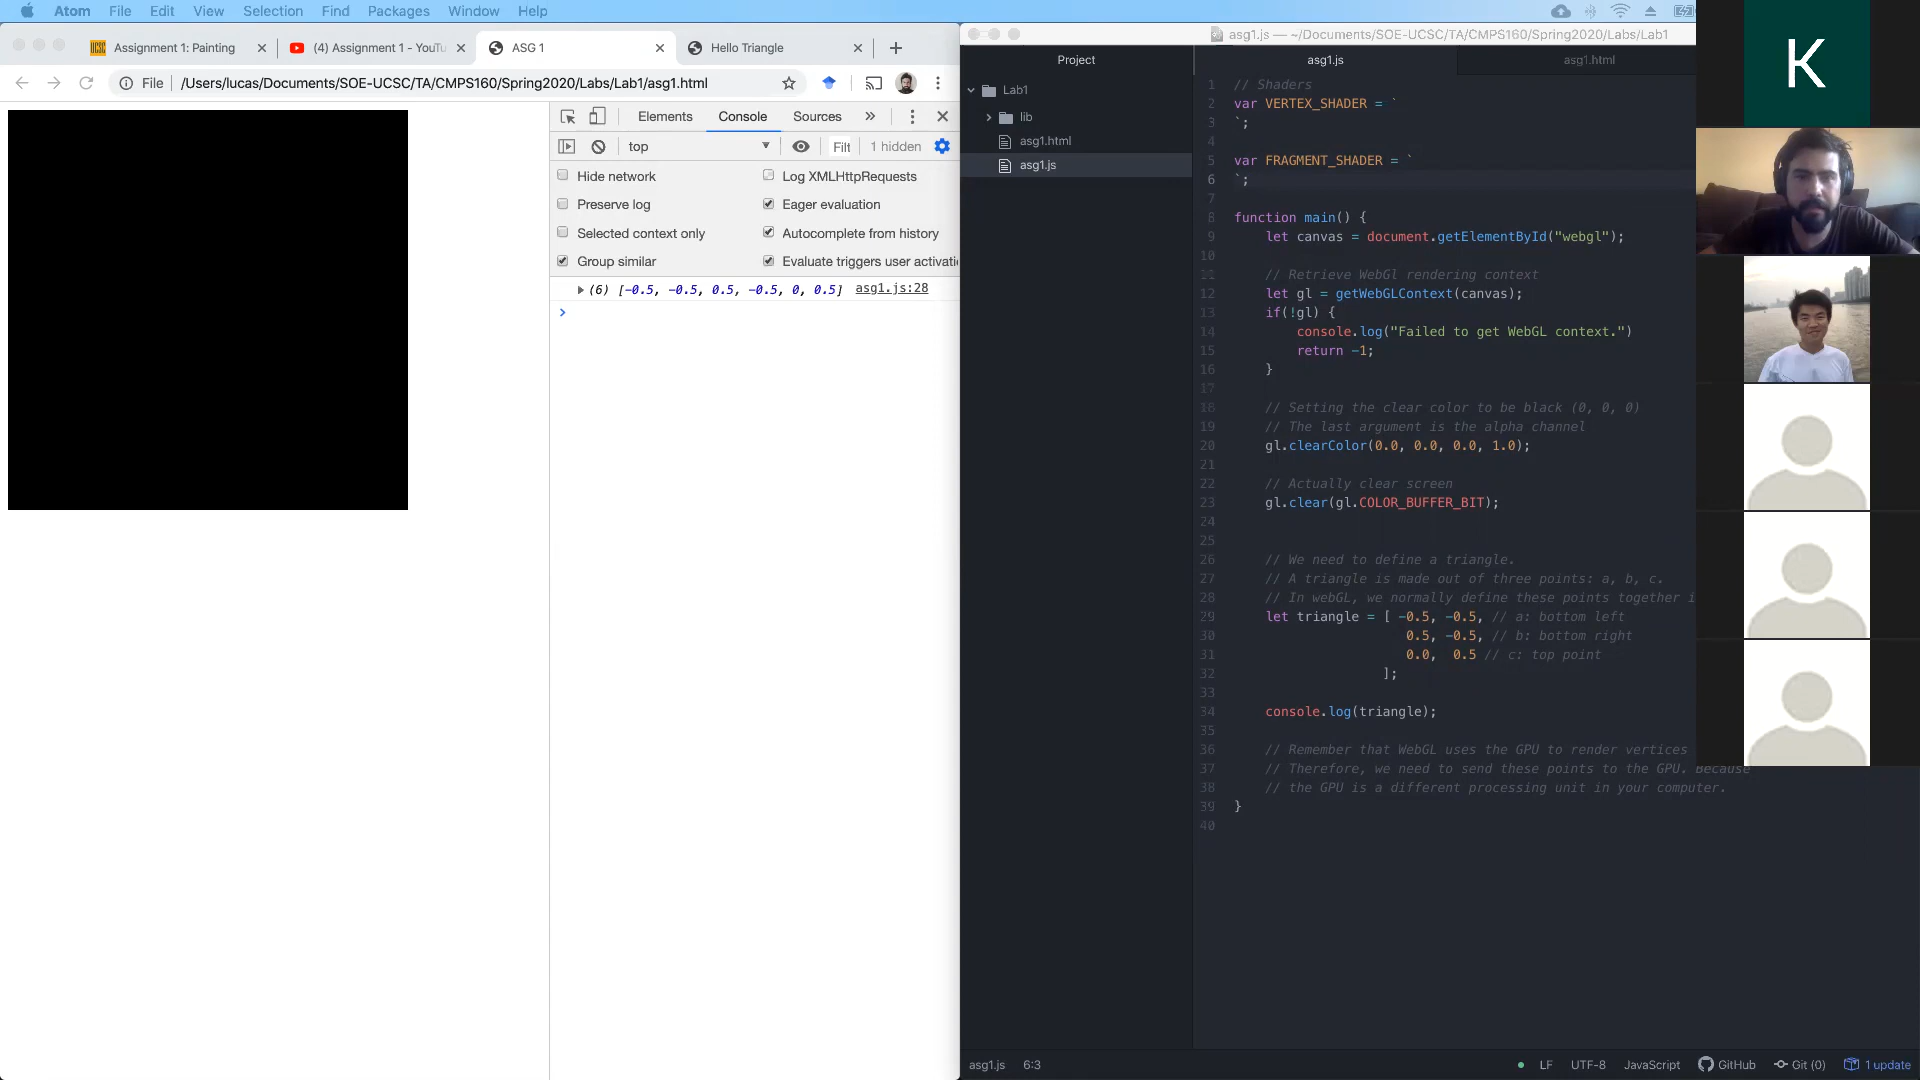 Atom File Edit View Selection Find Packages Window Help
Assignment 1: Painting
(4) Assignment 1 - YouTu
ASG 1
Hello Triangle
File /Users/lucas/Documents/SOE-UCSC/TA/CMPS160/Spring2020/Labs/Lab1/asg1.html
Elements Console Sources
top Filt 1 hidden
Hide network Log XMLHttpRequests
Preserve log Eager evaluation
Selected context only Autocomplete from history
Group similar Evaluate triggers user activati
(6) [-0.5, -0.5, 0.5, -0.5, 0, 0.5] asg1.js:28
asg1.js — ~/Documents/SOE-UCSC/TA/CMPS160/Spring2020/Labs/Lab1
Project
Lab1
lib
asg1.html
asg1.js
asg1.js asg1.html
1 // Shaders
2 var VERTEX_SHADER = `
3 `;
4
5 var FRAGMENT_SHADER = `
6 `;
7
8 function main() {
9 let canvas = document.getElementById("webgl");
10
11 // Retrieve WebGl rendering context
12 let gl = getWebGLContext(canvas);
13 if(!gl) {
14 console.log("Failed to get WebGL context.")
15 return -1;
16 }
17
18 // Setting the clear color to be black (0, 0, 0)
19 // The last argument is the alpha channel
20 gl.clearColor(0.0, 0.0, 0.0, 1.0);
21
22 // Actually clear screen
23 gl.clear(gl.COLOR_BUFFER_BIT);
24
25
26 // We need to define a triangle.
27 // A triangle is made out of three points: a, b, c.
28 // In webGL, we normally define these points together i
29 let triangle = [ -0.5, -0.5, // a: bottom left
30 0.5, -0.5, // b: bottom right
31 0.0, 0.5 // c: top point
32 ];
33
34 console.log(triangle);
35
36 // Remember that WebGL uses the GPU to render vertices
37 // Therefore, we need to send these points to the GPU. Because
38 // the GPU is a different processing unit in your computer.
39 }
40
asg1.js 6:3 LF UTF-8 JavaScript GitHub Git (0) 1 update
K